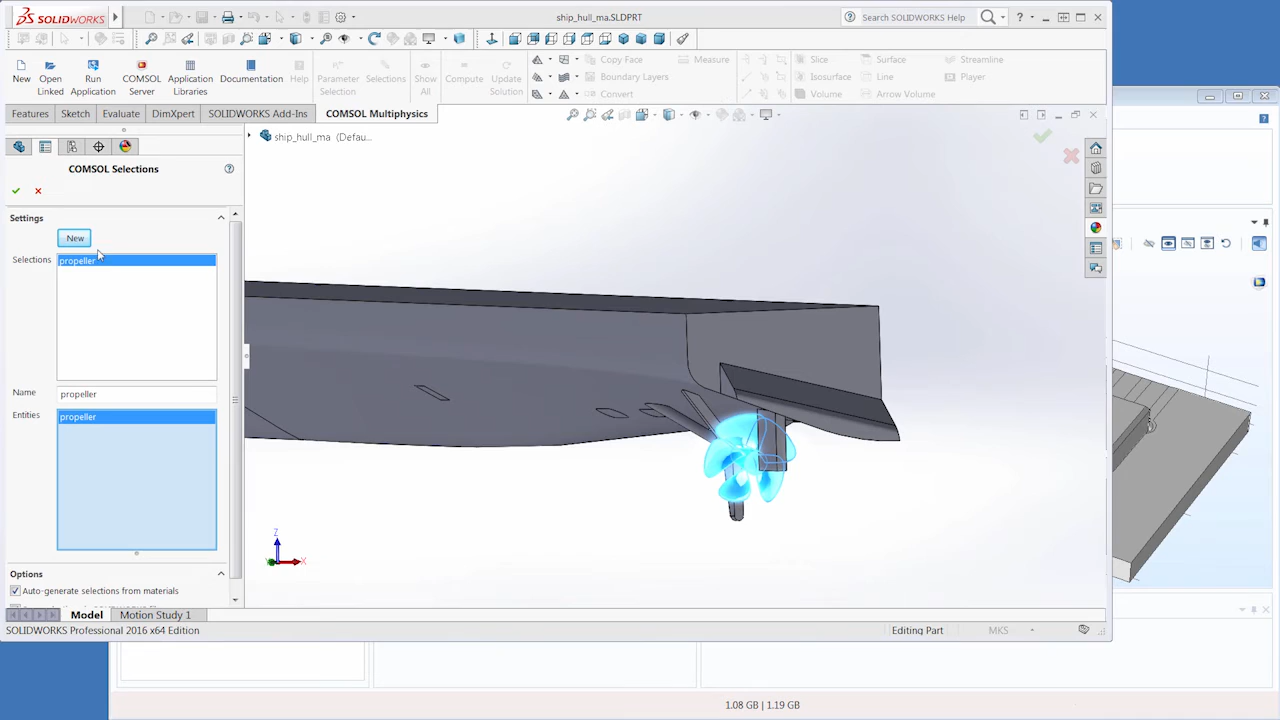 SOLIDWORKS
ship_hull_ma.SLDPRT
Search SOLIDWORKS Help
New
Open Linked
Run Application
COMSOL Server
Application Libraries
Documentation
Help
Parameter Selection
Selections
Show All
Compute
Update Solution
Copy Face
Measure
Boundary Layers
Convert
Slice
Surface
Streamline
Isosurface
Line
Player
Volume
Arrow Volume
Features
Sketch
Evaluate
DimXpert
SOLIDWORKS Add-Ins
COMSOL Multiphysics
ship_hull_ma (Defau...
COMSOL Selections
Settings
New
Selections
propeller
Name
propeller
Entities
propeller
Options
Auto-generate selections from materials
Z
X
Model
Motion Study 1
SOLIDWORKS Professional 2016 x64 Edition
Editing Part
MKS
1.08 GB | 1.19 GB